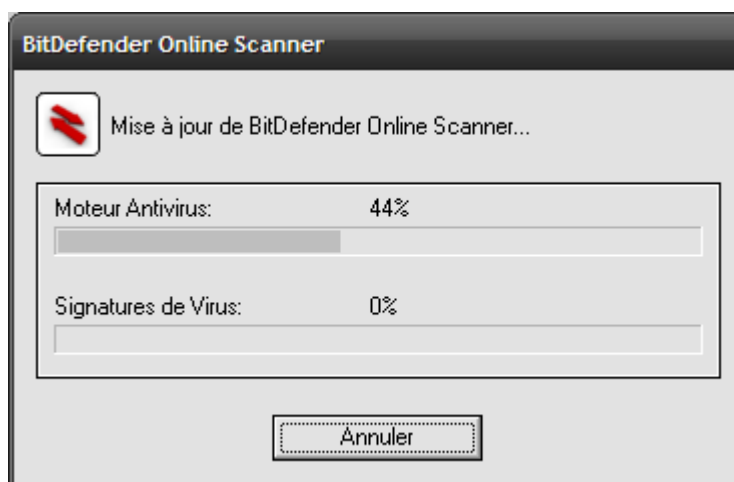 BitDefender Online Scanner
Mise à jour de BitDefender Online Scanner...
Moteur Antivirus: 44%
Signatures de Virus: 0%
Annuler